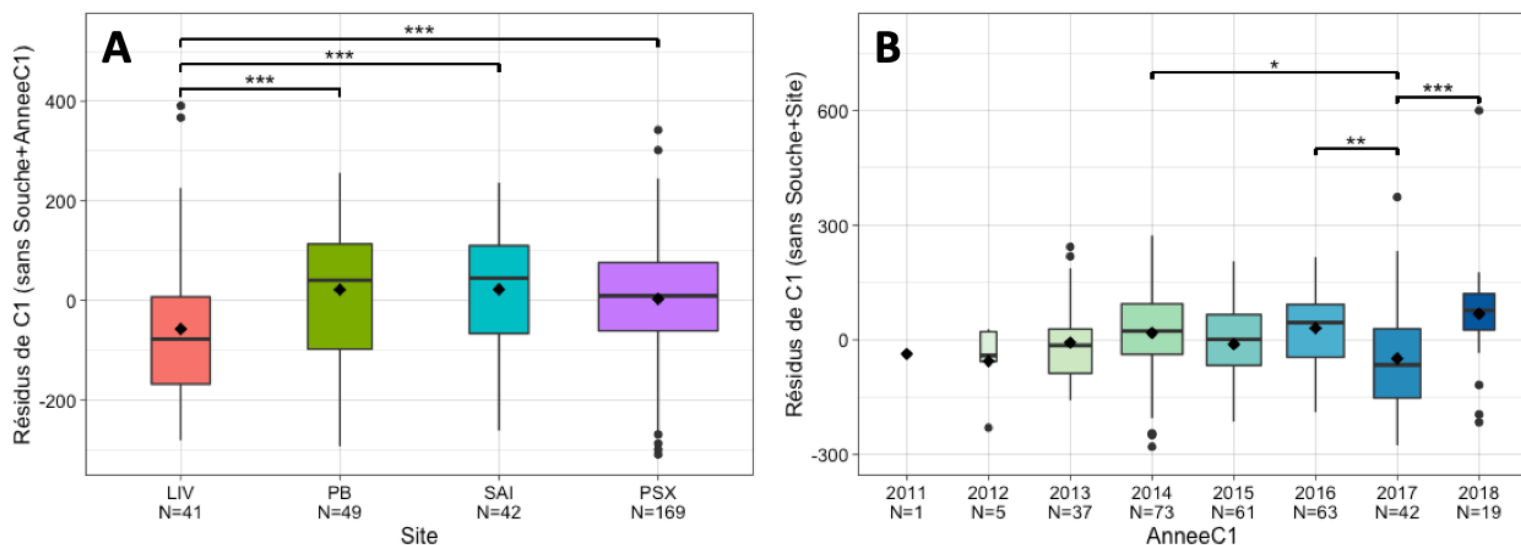 A
Résidus de C1 (sans Souche+AnneeC1)
400
200
0
-200
***
***
***
LIV PB SAI PSX
N=41 N=49 N=42 N=169
Site
B
Résidus de C1 (sans Souche+Site)
600
300
0
-300
*
***
**
2011 2012 2013 2014 2015 2016 2017 2018
N=1 N=5 N=37 N=73 N=61 N=63 N=42 N=19
AnneeC1